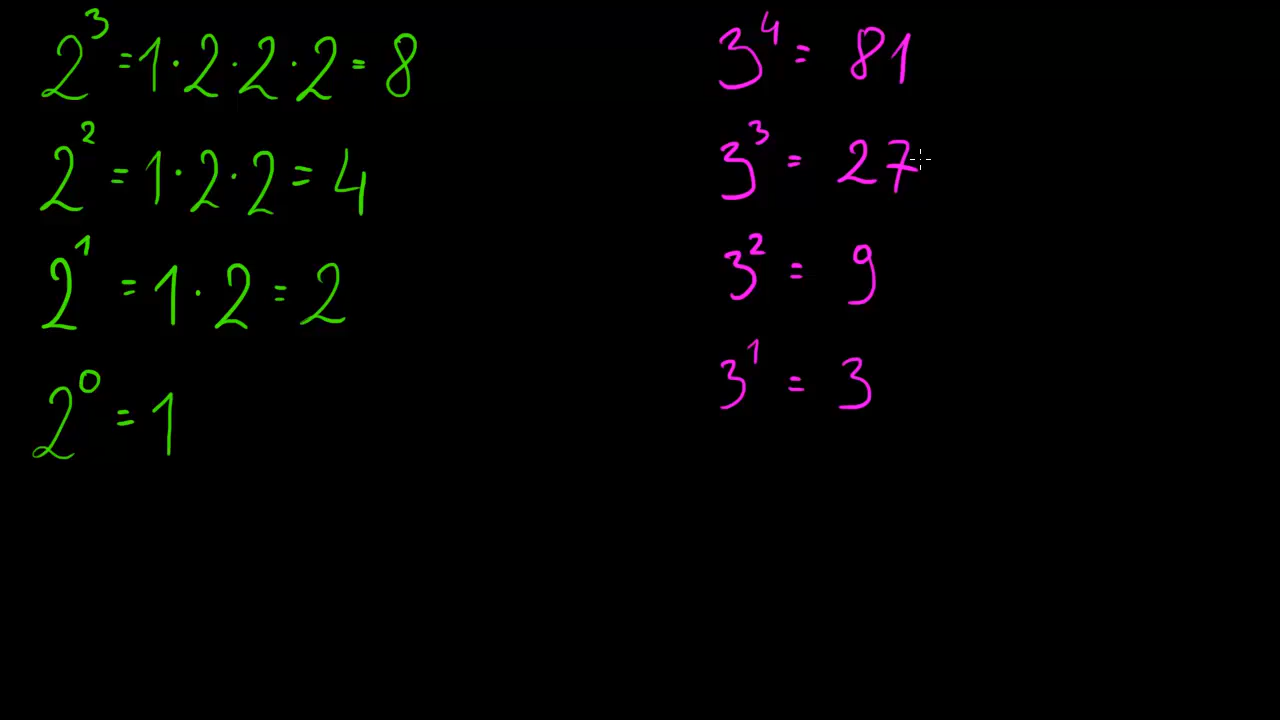 2³ = 1 · 2 · 2 · 2 = 8
2² = 1 · 2 · 2 = 4
2¹ = 1 · 2 = 2
2⁰ = 1
3⁴ = 81
3³ = 27
3² = 9
3¹ = 3